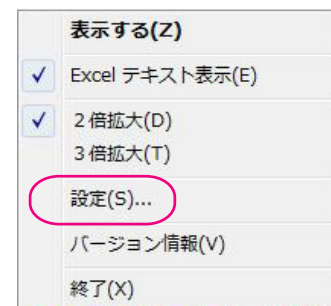 表示する(Z)
Excel テキスト表示(E)
2倍拡大(D)
3倍拡大(T)
設定(S)...
バージョン情報(V)
終了(X)